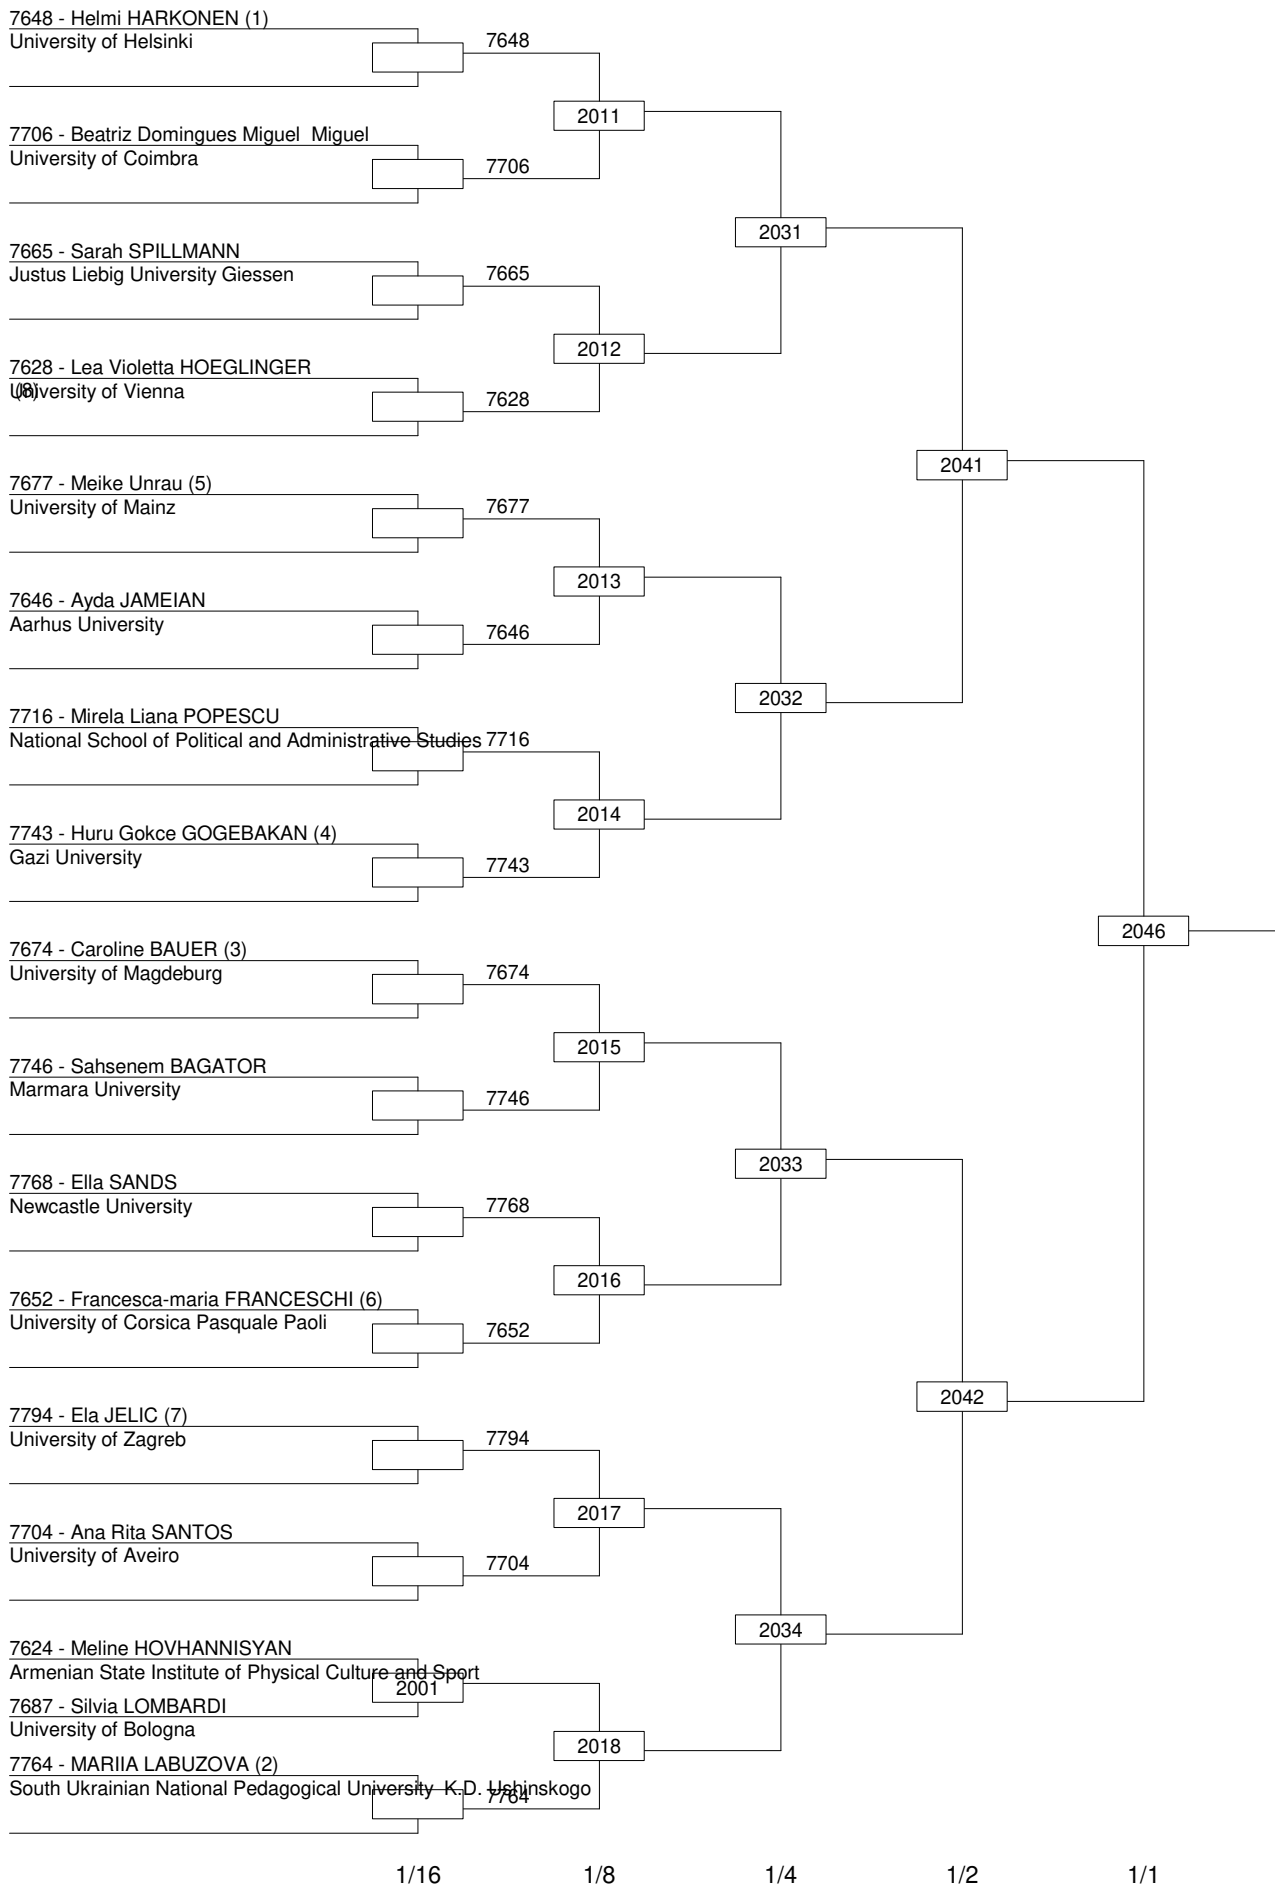 7648 - Helmi HARKONEN (1)
University of Helsinki
7648
2011
7706 - Beatriz Domingues Miguel  Miguel
University of Coimbra
7706
2031
7665 - Sarah SPILLMANN
Justus Liebig University Giessen
7665
2012
7628 - Lea Violetta HOEGLINGER
(8)
University of Vienna
7628
2041
7677 - Meike Unrau (5)
University of Mainz
7677
2013
7646 - Ayda JAMEIAN
Aarhus University
7646
2032
7716 - Mirela Liana POPESCU
National School of Political and Administrative Studies
7716
2014
7743 - Huru Gokce GOGEBAKAN (4)
Gazi University
7743
2046
7674 - Caroline BAUER (3)
University of Magdeburg
7674
2015
7746 - Sahsenem BAGATOR
Marmara University
7746
2033
7768 - Ella SANDS
Newcastle University
7768
2016
7652 - Francesca-maria FRANCESCHI (6)
University of Corsica Pasquale Paoli
7652
2042
7794 - Ela JELIC (7)
University of Zagreb
7794
2017
7704 - Ana Rita SANTOS
University of Aveiro
7704
2034
7624 - Meline HOVHANNISYAN
Armenian State Institute of Physical Culture and Sport
2001
7687 - Silvia LOMBARDI
University of Bologna
2018
7764 - MARIIA LABUZOVA (2)
South Ukrainian National Pedagogical University  K.D. Ushinskogo
7764
1/16 1/8 1/4 1/2 1/1